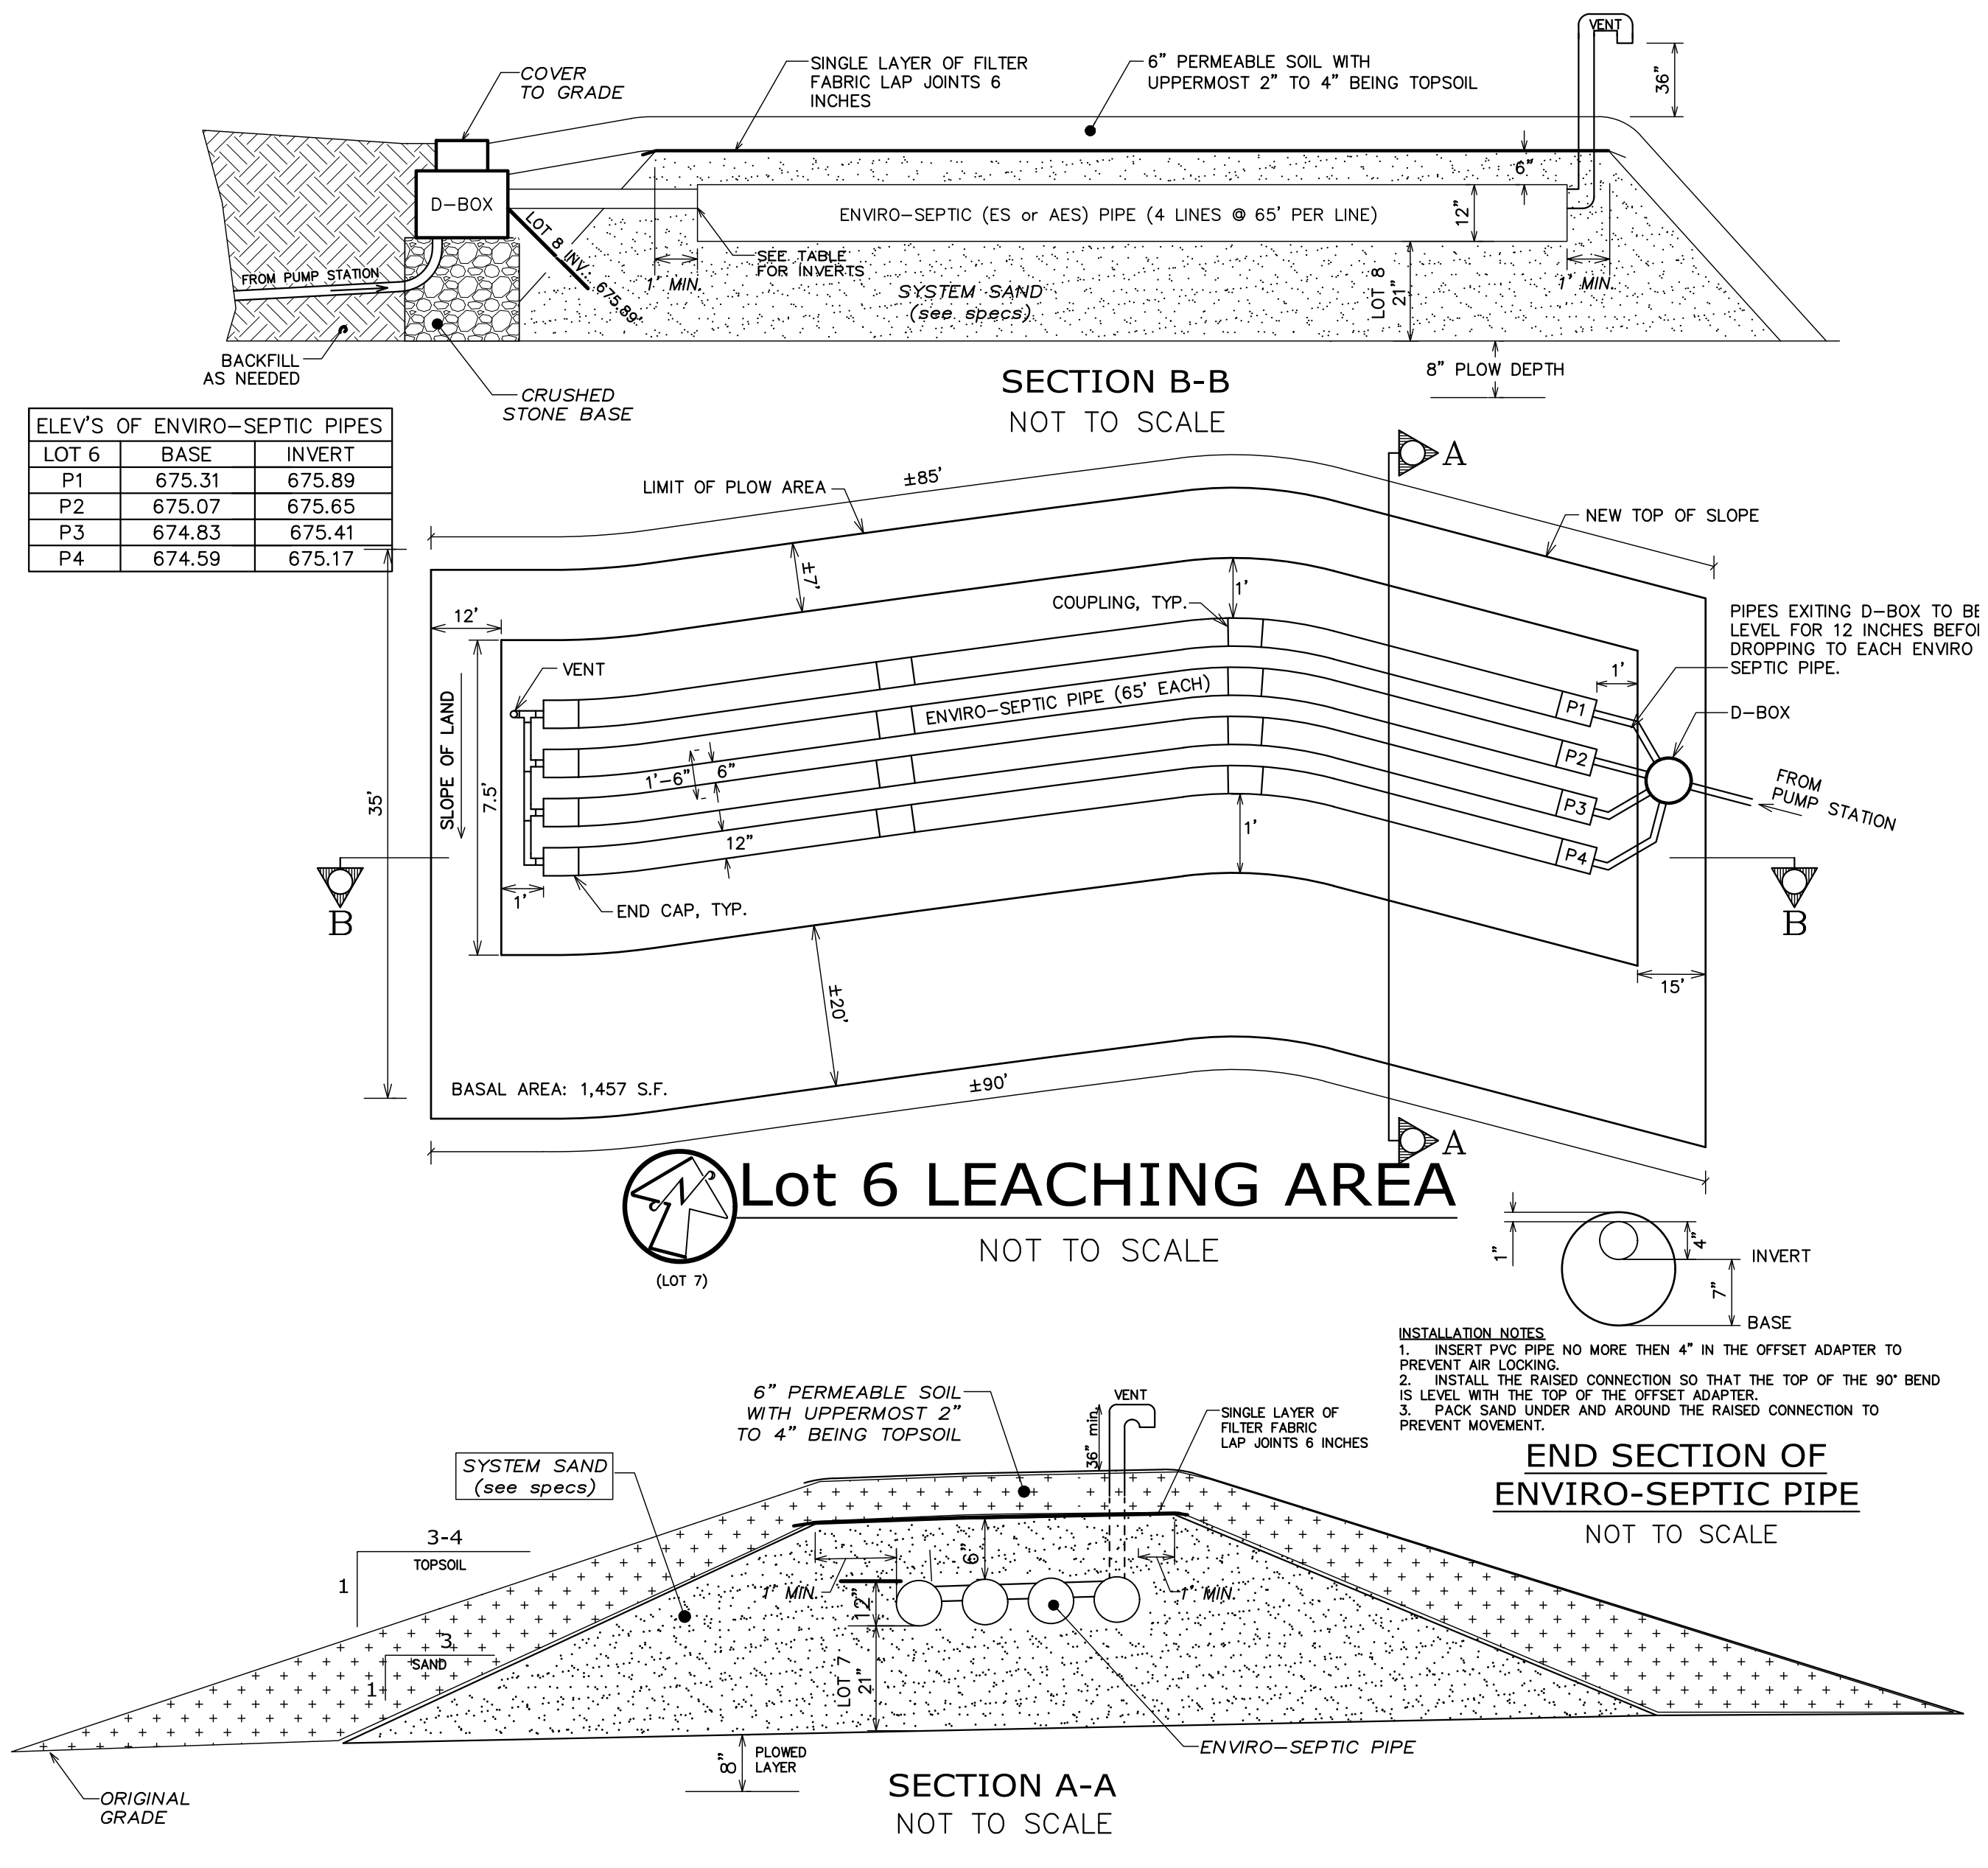 VENT
36”
COVER
TO GRADE
SINGLE LAYER OF FILTER
FABRIC LAP JOINTS 6
INCHES
6” PERMEABLE SOIL WITH
UPPERMOST 2” TO 4” BEING TOPSOIL
6”
D-BOX
ENVIRO-SEPTIC (ES or AES) PIPE (4 LINES @ 65' PER LINE)
12”
LOT 8 INV.: 675.89'
SEE TABLE
FOR INVERTS
FROM PUMP STATION
1' MIN.
SYSTEM SAND
(see specs)
LOT 8
21”
1' MIN.
BACKFILL
AS NEEDED
CRUSHED
STONE BASE
8” PLOW DEPTH
SECTION B-B
NOT TO SCALE
ELEV'S OF ENVIRO-SEPTIC PIPES
LOT 6 BASE INVERT
P1 675.31 675.89
P2 675.07 675.65
P3 674.83 675.41
P4 674.59 675.17
A
LIMIT OF PLOW AREA
±85'
NEW TOP OF SLOPE
±7'
1'
COUPLING, TYP.
12'
PIPES EXITING D-BOX TO BE
LEVEL FOR 12 INCHES BEFO
DROPPING TO EACH ENVIRO
SEPTIC PIPE.
VENT
1'
ENVIRO-SEPTIC PIPE (65' EACH)
P1
D-BOX
SLOPE OF LAND
P2
1'-6”
6”
FROM
PUMP STATION
7.5'
35'
P3
12”
1'
P4
B
1'
END CAP, TYP.
B
15'
±20'
BASAL AREA: 1,457 S.F.
±90'
A
N
Lot 6 LEACHING AREA
NOT TO SCALE
(LOT 7)
1”
4”
INVERT
7”
BASE
INSTALLATION NOTES
1. INSERT PVC PIPE NO MORE THEN 4” IN THE OFFSET ADAPTER TO
PREVENT AIR LOCKING.
2. INSTALL THE RAISED CONNECTION SO THAT THE TOP OF THE 90° BEND
IS LEVEL WITH THE TOP OF THE OFFSET ADAPTER.
3. PACK SAND UNDER AND AROUND THE RAISED CONNECTION TO
PREVENT MOVEMENT.
END SECTION OF
ENVIRO-SEPTIC PIPE
NOT TO SCALE
6” PERMEABLE SOIL
WITH UPPERMOST 2”
TO 4” BEING TOPSOIL
VENT
36” min.
SINGLE LAYER OF
FILTER FABRIC
LAP JOINTS 6 INCHES
SYSTEM SAND
(see specs)
3-4
TOPSOIL
1
6”
1' MIN.
1' MIN.
12”
3
SAND
1
LOT 7
21”
8”
PLOWED
LAYER
ENVIRO-SEPTIC PIPE
ORIGINAL
GRADE
SECTION A-A
NOT TO SCALE